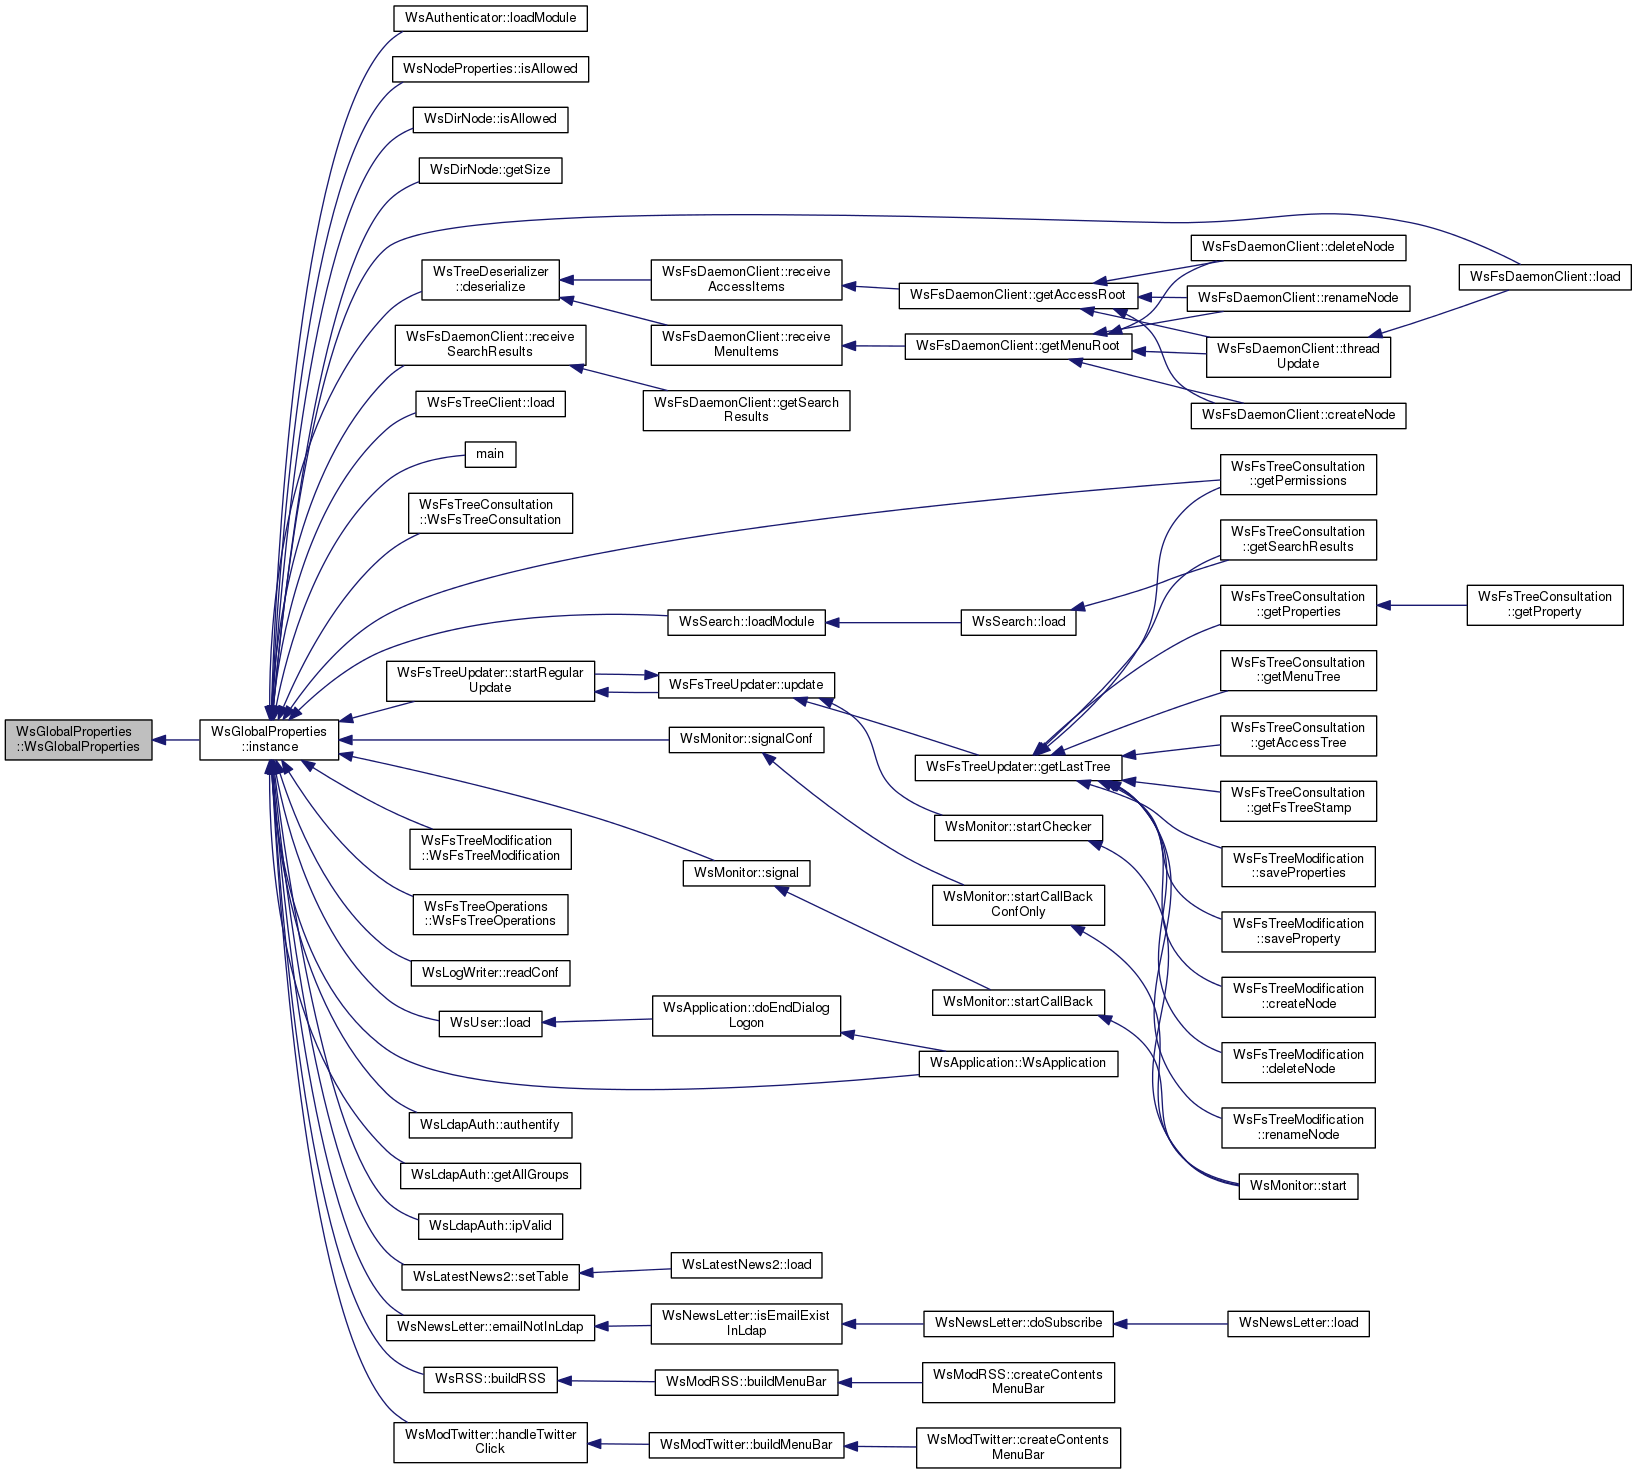 WsAuthenticator::loadModule
WsNodeProperties::isAllowed
WsDirNode::isAllowed
WsDirNode::getSize
WsTreeDeserializer
::deserialize
WsFsDaemonClient::receive
AccessItems
WsFsDaemonClient::getAccessRoot
WsFsDaemonClient::deleteNode
WsFsDaemonClient::load
WsFsDaemonClient::renameNode
WsFsDaemonClient::receive
SearchResults
WsFsDaemonClient::receive
MenuItems
WsFsDaemonClient::getMenuRoot
WsFsDaemonClient::thread
Update
WsFsTreeClient::load
WsFsDaemonClient::getSearch
Results
WsFsDaemonClient::createNode
main
WsFsTreeConsultation
::getPermissions
WsFsTreeConsultation
::WsFsTreeConsultation
WsFsTreeConsultation
::getSearchResults
WsSearch::loadModule
WsSearch::load
WsFsTreeConsultation
::getProperties
WsFsTreeConsultation
::getProperty
WsFsTreeUpdater::startRegular
Update
WsFsTreeUpdater::update
WsFsTreeConsultation
::getMenuTree
WsGlobalProperties
::WsGlobalProperties
WsGlobalProperties
::instance
WsMonitor::signalConf
WsFsTreeUpdater::getLastTree
WsFsTreeConsultation
::getAccessTree
WsFsTreeConsultation
::getFsTreeStamp
WsFsTreeModification
::WsFsTreeModification
WsMonitor::startChecker
WsMonitor::signal
WsFsTreeModification
::saveProperties
WsFsTreeOperations
::WsFsTreeOperations
WsMonitor::startCallBack
ConfOnly
WsFsTreeModification
::saveProperty
WsLogWriter::readConf
WsMonitor::startCallBack
WsFsTreeModification
::createNode
WsUser::load
WsApplication::doEndDialog
Logon
WsApplication::WsApplication
WsFsTreeModification
::deleteNode
WsLdapAuth::authentify
WsFsTreeModification
::renameNode
WsLdapAuth::getAllGroups
WsMonitor::start
WsLdapAuth::ipValid
WsLatestNews2::setTable
WsLatestNews2::load
WsNewsLetter::emailNotInLdap
WsNewsLetter::isEmailExist
InLdap
WsNewsLetter::doSubscribe
WsNewsLetter::load
WsRSS::buildRSS
WsModRSS::buildMenuBar
WsModRSS::createContents
MenuBar
WsModTwitter::handleTwitter
Click
WsModTwitter::buildMenuBar
WsModTwitter::createContents
MenuBar